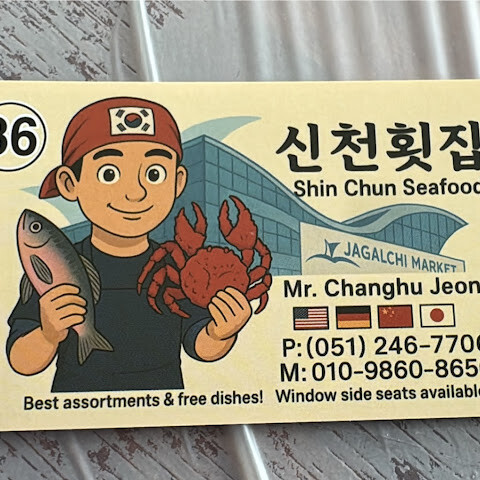 36
신천횟집
Shin Chun Seafood
JAGALCHI MARKET
Mr. Changhu Jeon
P:(051) 246-770
M: 010-9860-865
Best assortments & free dishes! Window side seats available